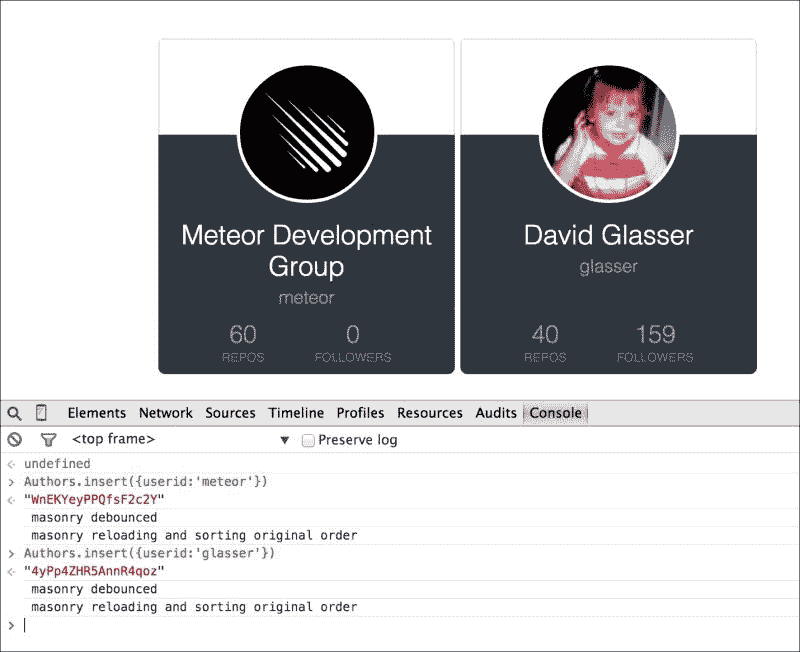 Meteor Development
Group
meteor
60
REPOS
0
FOLLOWERS
David Glasser
glasser
40
REPOS
159
FOLLOWERS
Elements Network Sources Timeline Profiles Resources Audits Console
<top frame> ▼ Preserve log
undefined
Authors.insert({userid:'meteor'})
"WnEKYeyPPQfsF2c2Y"
masonry debounced
masonry reloading and sorting original order
Authors.insert({userid:'glasser'})
"4yPp4ZHR5AnnR4qoz"
masonry debounced
masonry reloading and sorting original order